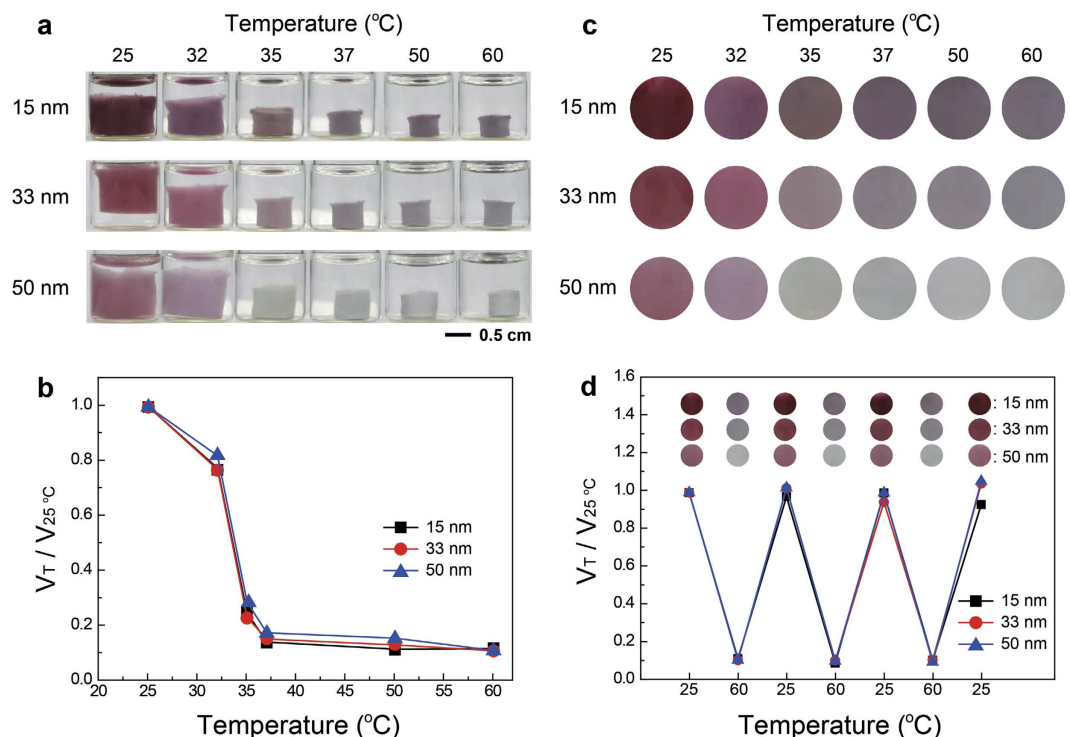 a
Temperature (°C)
25 32 35 37 50 60
15 nm
33 nm
50 nm
0.5 cm
b
V_T / V_25 °C
1.0
0.8
0.6
0.4
0.2
0.0
15 nm
33 nm
50 nm
20 25 30 35 40 45 50 55 60
Temperature (°C)
c
Temperature (°C)
25 32 35 37 50 60
15 nm
33 nm
50 nm
d
V_T / V_25 °C
1.6
1.4
1.2
1.0
0.8
0.6
0.4
0.2
0.0
: 15 nm
: 33 nm
: 50 nm
15 nm
33 nm
50 nm
25 60 25 60 25 60 25
Temperature (°C)